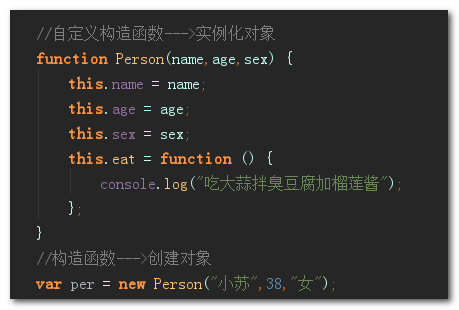 //自定义构造函数--->实例化对象
function Person(name,age,sex) {
this.name = name;
this.age = age;
this.sex = sex;
this.eat = function () {
console.log("吃大蒜拌臭豆腐加榴莲酱");
};
}
//构造函数--->创建对象
var per = new Person("小苏",38,"女");